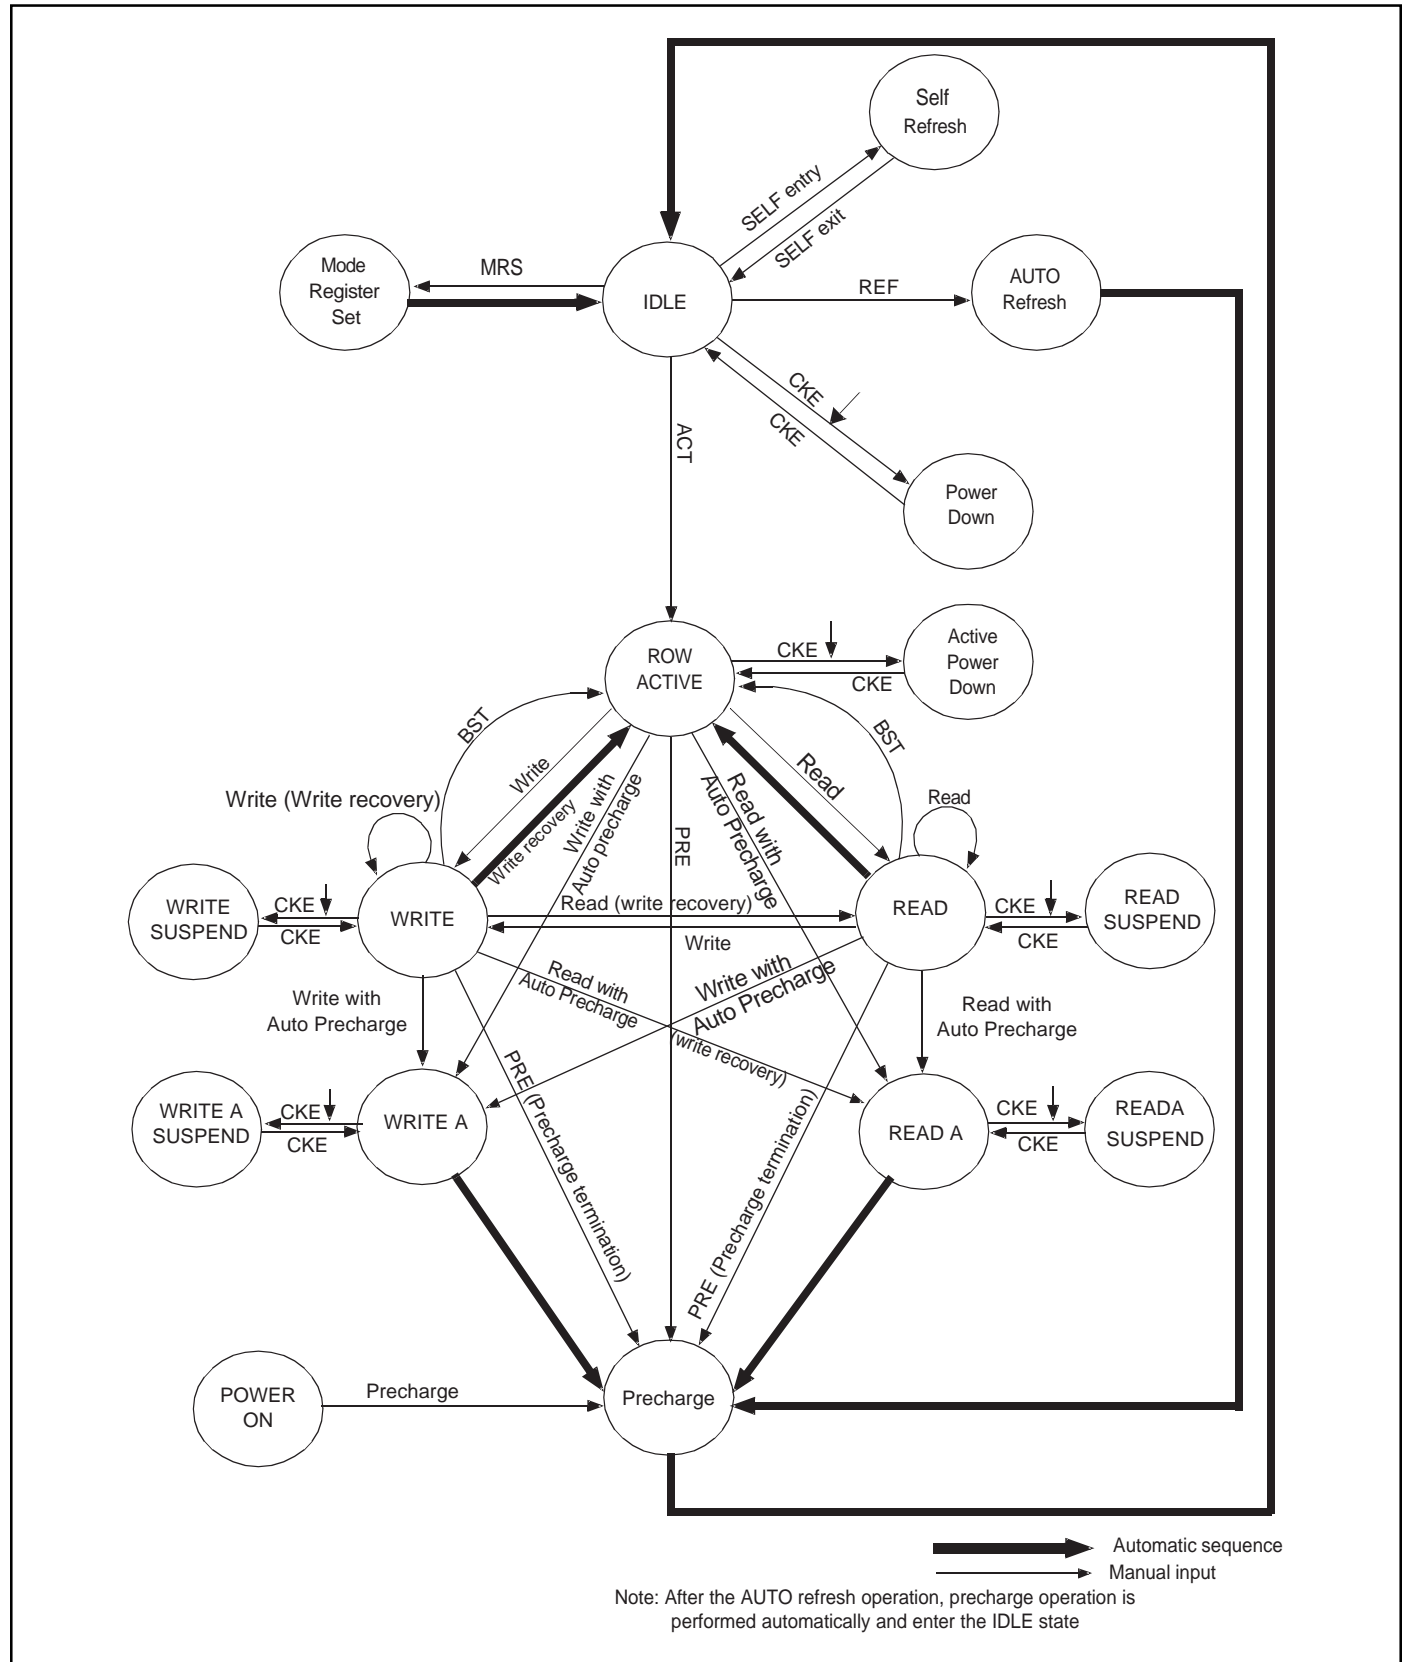 Self
Refresh
SELF entry
SELF exit
Mode
Register
Set
MRS
IDLE
REF
AUTO
Refresh
CKE
CKE
ACT
Power
Down
ROW
ACTIVE
CKE
CKE
Active
Power
Down
BST
BST
Write
Write recovery
Write with
Auto precharge
PRE
Read with
Auto Precharge
Read
Write (Write recovery)
Read
WRITE
SUSPEND
CKE
CKE
WRITE
Read (write recovery)
Write
READ
CKE
CKE
READ
SUSPEND
Write with
Auto Precharge
Read with
Auto Precharge
(write recovery)
Write with
Auto Precharge
Read with
Auto Precharge
PRE (Precharge termination)
PRE (Precharge termination)
WRITE A
SUSPEND
CKE
CKE
WRITE A
READ A
CKE
CKE
READA
SUSPEND
POWER
ON
Precharge
Precharge
Automatic sequence
Manual input
Note: After the AUTO refresh operation, precharge operation is
performed automatically and enter the IDLE state